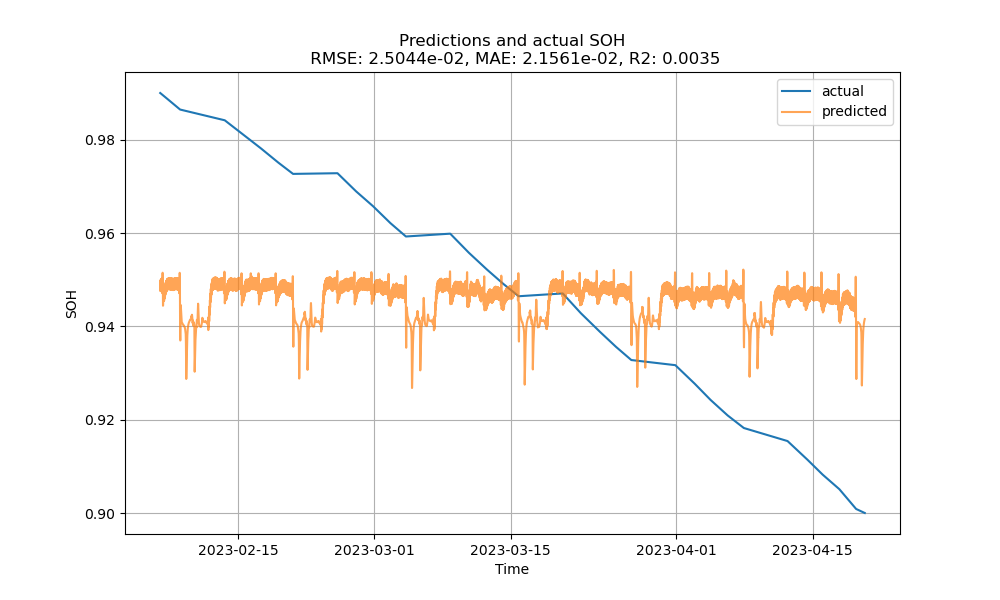 Predictions and actual SOH
RMSE: 2.5044e-02, MAE: 2.1561e-02, R2: 0.0035
actual
predicted
SOH
0.98
0.96
0.94
0.92
0.90
2023-02-15
2023-03-01
2023-03-15
2023-04-01
2023-04-15
Time